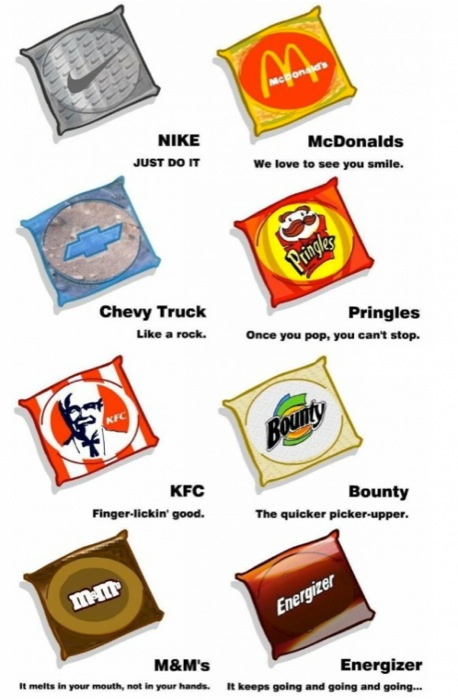 NIKE
JUST DO IT
McDonald's
McDonalds
We love to see you smile.
Chevy Truck
Like a rock.
Pringles
Pringles
Once you pop, you can't stop.
KFC
KFC
Finger-lickin' good.
Bounty
Bounty
The quicker picker-upper.
m&m's
M&M's
It melts in your mouth, not in your hands.
Energizer
Energizer
It keeps going and going and going...